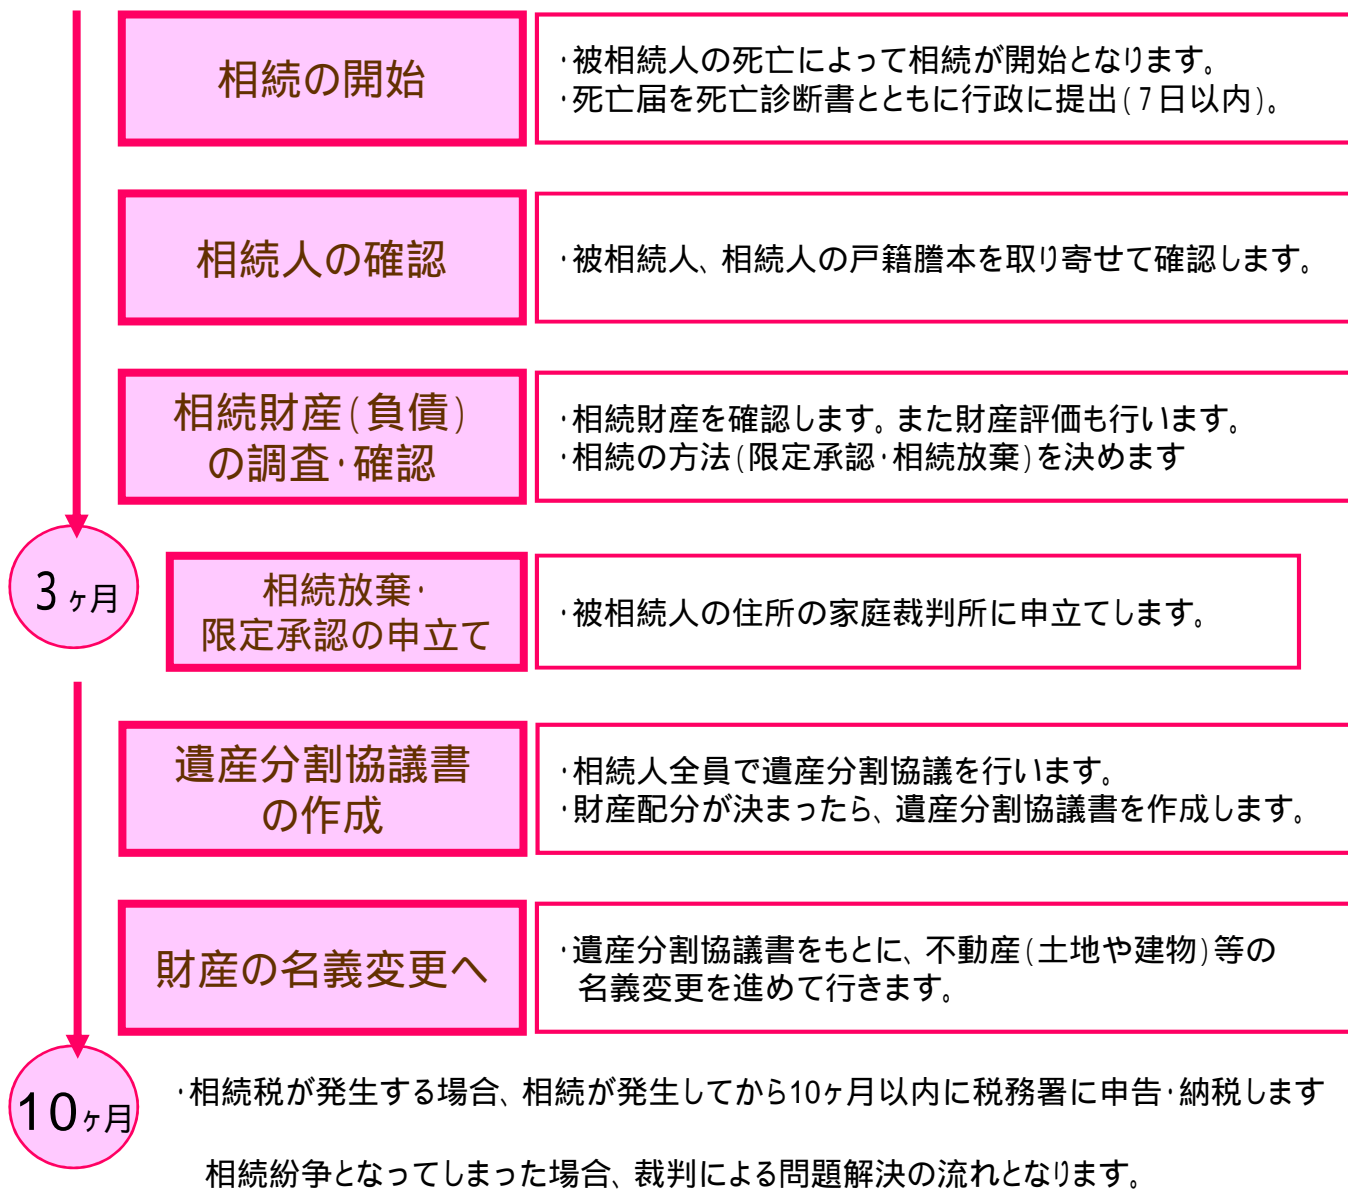 相続の開始
・被相続人の死亡によって相続が開始となります。
・死亡届を死亡診断書とともに行政に提出(7日以内)。
相続人の確認
・被相続人、相続人の戸籍謄本を取り寄せて確認します。
相続財産(負債)
の調査・確認
・相続財産を確認します。また財産評価も行います。
・相続の方法(限定承認・相続放棄)を決めます
3ヶ月
相続放棄・
限定承認の申立て
・被相続人の住所の家庭裁判所に申立てします。
遺産分割協議書
の作成
・相続人全員で遺産分割協議を行います。
・財産配分が決まったら、遺産分割協議書を作成します。
財産の名義変更へ
・遺産分割協議書をもとに、不動産(土地や建物)等の
名義変更を進めて行きます。
10ヶ月
・相続税が発生する場合、相続が発生してから10ヶ月以内に税務署に申告・納税します
相続紛争となってしまった場合、裁判による問題解決の流れとなります。